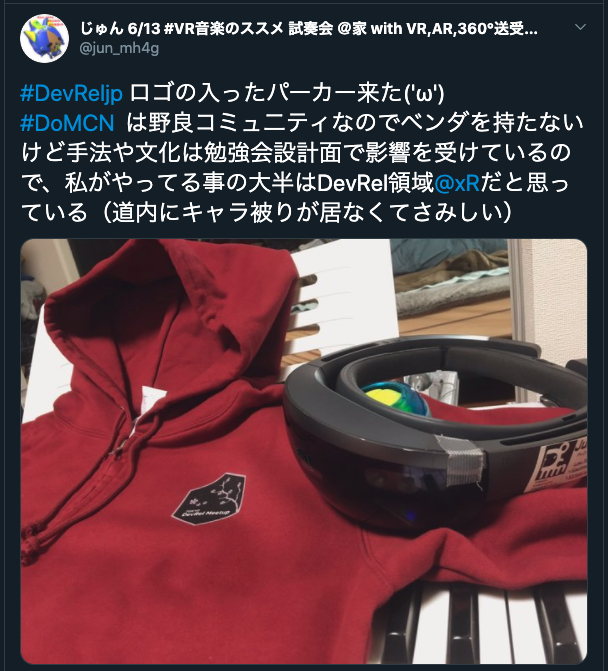 じゅん 6/13 #VR音楽のススメ 試奏会 @家 with VR,AR,360°送受...
@jun_mh4g
#DevReljp ロゴの入ったパーカー来た('ω')
#DoMCN は野良コミュニティなのでベンダを持たない
けど手法や文化は勉強会設計面で影響を受けているの
で、私がやってる事の大半はDevRel領域@xRだと思っ
ている（道内にキャラ被りが居なくてさみしい）
DevRel Meetup